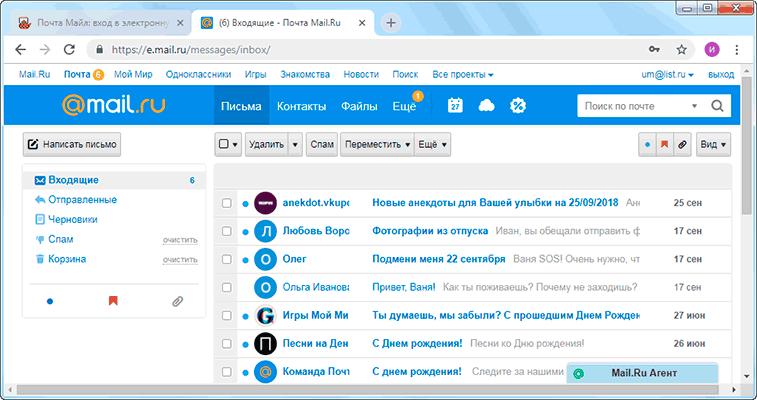 Почта Майл: вход в электронну
(6) Входящие - Почта Mail.Ru
https://e.mail.ru/messages/inbox/
И
Mail.Ru Почта 6 Мой Мир Одноклассники Игры Знакомства Новости Поиск Все проекты um@list.ru выход
@mail.ru Письма Контакты Файлы Ещё 1 27 Поиск по почте
Написать письмо Удалить Спам Переместить Ещё Вид
Входящие 6
Отправленные
Черновики
Спам очистить
Корзина очистить
anekdot.vkupo Новые анекдоты для Вашей улыбки на 25/09/2018 Ане 25 сен
Л Любовь Воро Фотографии из отпуска Иван, вы обещали отправить ф 17 сен
О Олег Подмени меня 22 сентября Ваня SOS! Очень нужно, чт 17 сен
О Ольга Иванова Привет, Ваня! Как ты поживаешь? Почему не заходишь? 17 сен
G Игры Мой Ми Ты думаешь, мы забыли? С прошедшим Днем Рожден 27 июн
П Песни на Ден С Днем рождения! Песни ко Дню рождения! 26 июн
@ Команда Почт С днем рождения! Следите за нашими
Mail.Ru Агент